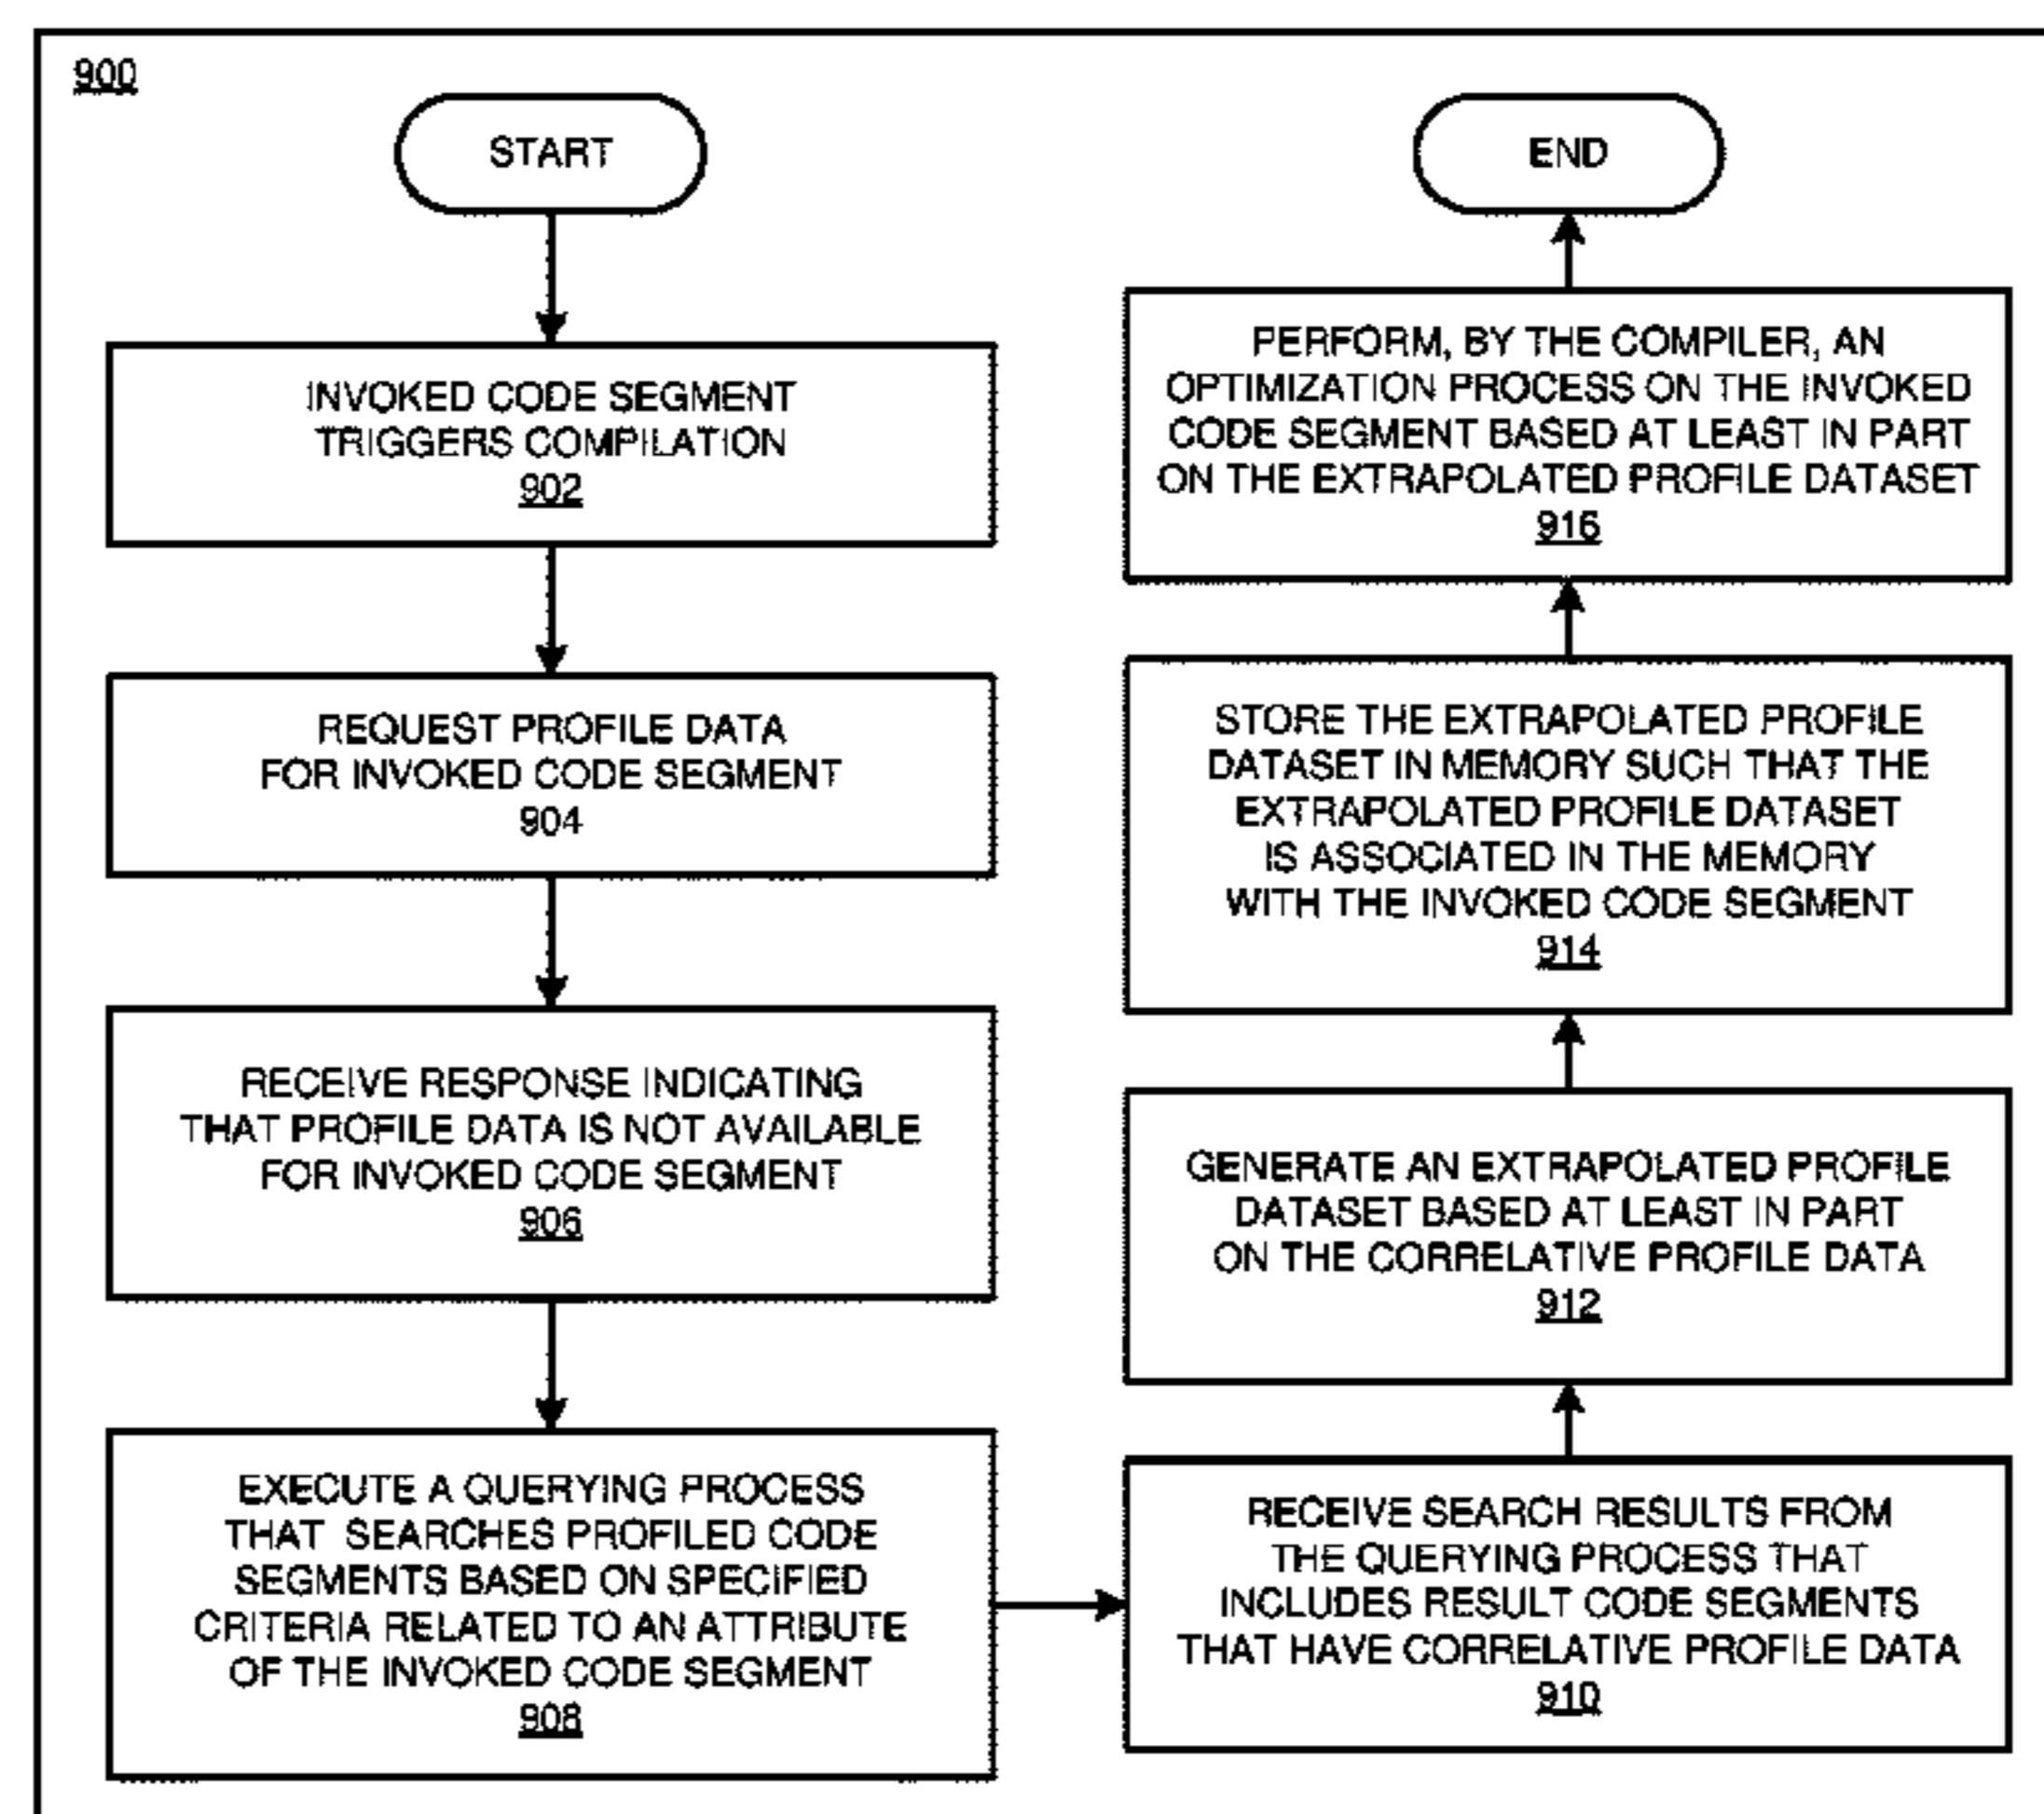 900
START
INVOKED CODE SEGMENT
TRIGGERS COMPILATION
902
REQUEST PROFILE DATA
FOR INVOKED CODE SEGMENT
904
RECEIVE RESPONSE INDICATING
THAT PROFILE DATA IS NOT AVAILABLE
FOR INVOKED CODE SEGMENT
906
EXECUTE A QUERYING PROCESS
THAT SEARCHES PROFILED CODE
SEGMENTS BASED ON SPECIFIED
CRITERIA RELATED TO AN ATTRIBUTE
OF THE INVOKED CODE SEGMENT
908
RECEIVE SEARCH RESULTS FROM
THE QUERYING PROCESS THAT
INCLUDES RESULT CODE SEGMENTS
THAT HAVE CORRELATIVE PROFILE DATA
910
GENERATE AN EXTRAPOLATED PROFILE
DATASET BASED AT LEAST IN PART
ON THE CORRELATIVE PROFILE DATA
912
STORE THE EXTRAPOLATED PROFILE
DATASET IN MEMORY SUCH THAT THE
EXTRAPOLATED PROFILE DATASET
IS ASSOCIATED IN THE MEMORY
WITH THE INVOKED CODE SEGMENT
914
PERFORM, BY THE COMPILER, AN
OPTIMIZATION PROCESS ON THE INVOKED
CODE SEGMENT BASED AT LEAST IN PART
ON THE EXTRAPOLATED PROFILE DATASET
916
END